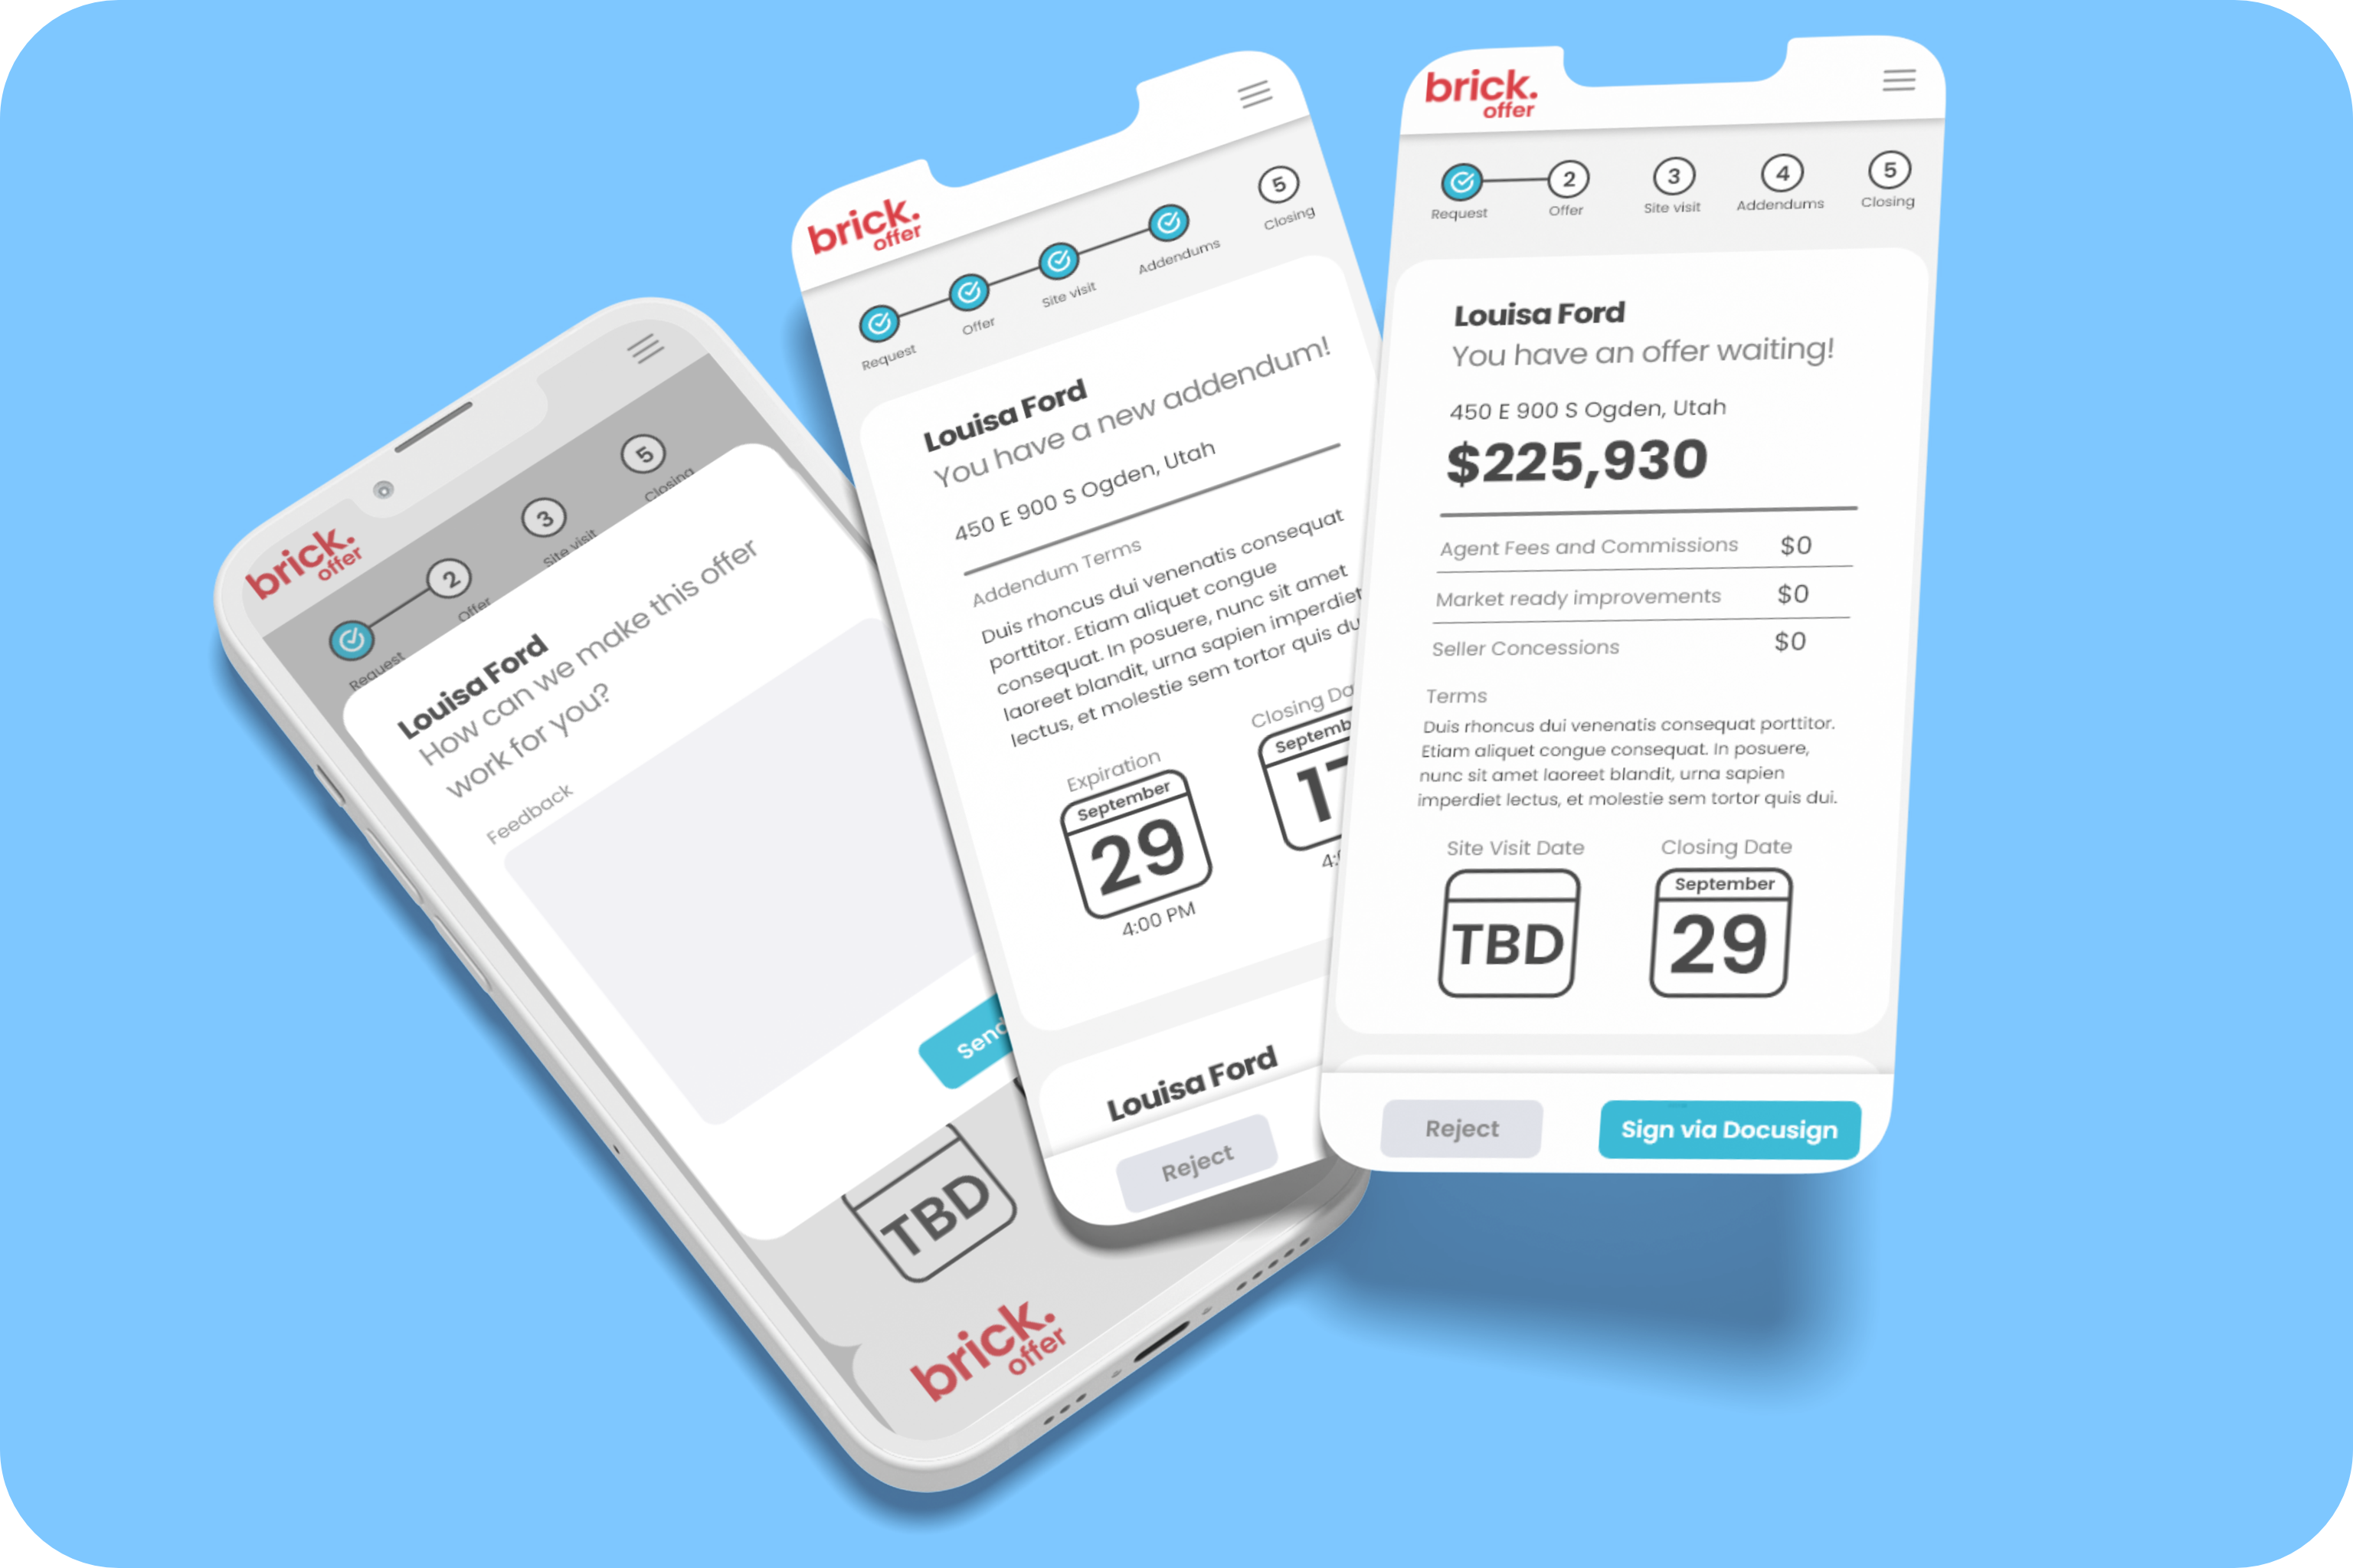 brick.
offer
2
3
5
Request
Offer
Site visit
Closing
Louisa Ford
How can we make this offer
work for you?
Feedback
Send
TBD
brick.
offer
brick.
offer
5
Request
Offer
Site visit
Addendums
Closing
Louisa Ford
You have a new addendum!
450 E 900 S Ogden, Utah
Addendum Terms
Duis rhoncus dui venenatis consequat
porttitor. Etiam aliquet congue
consequat. In posuere, nunc sit amet
laoreet blandit, urna sapien imperdiet
lectus, et molestie sem tortor quis du
Expiration
September
29
4:00 PM
Closing Da
Septemb
17
4:
Louisa Ford
Reject
brick.
offer
2
3
4
5
Request
Offer
Site visit
Addendums
Closing
Louisa Ford
You have an offer waiting!
450 E 900 S Ogden, Utah
$225,930
Agent Fees and Commissions $0
Market ready improvements $0
Seller Concessions $0
Terms
Duis rhoncus dui venenatis consequat porttitor.
Etiam aliquet congue consequat. In posuere,
nunc sit amet laoreet blandit, urna sapien
imperdiet lectus, et molestie sem tortor quis dui.
Site Visit Date
TBD
Closing Date
September
29
Reject
Sign via Docusign